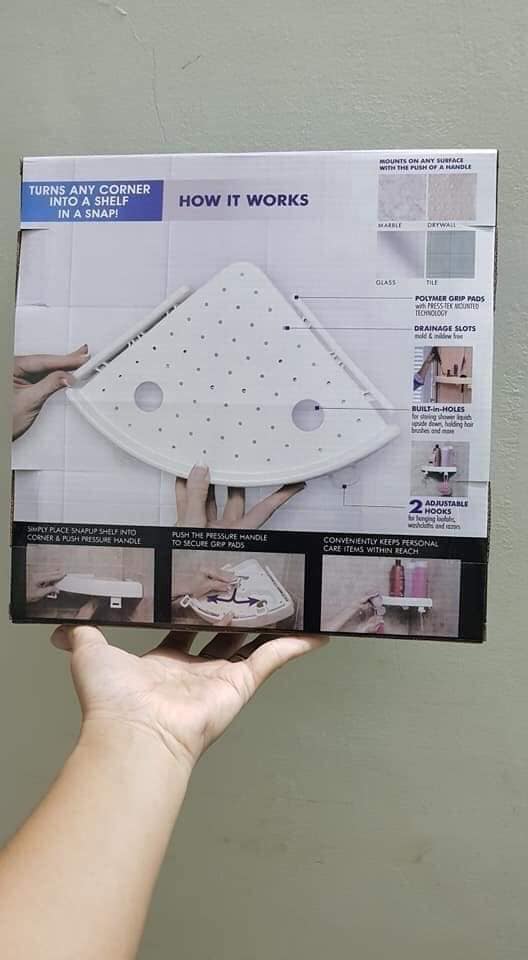 TURNS ANY CORNER
INTO A SHELF
IN A SNAP!
HOW IT WORKS
MOUNTS ON ANY SURFACE
WITH THE PUSH OF A HANDLE
MARBLE
DRYWALL
GLASS
TILE
POLYMER GRIP PADS
with PRESS-TEK MOUNTED
TECHNOLOGY
DRAINAGE SLOTS
mold & mildew free
BUILT-in-HOLES
for storing shower liquids
upside down, holding hair
brushes and more
2 ADJUSTABLE
HOOKS
for hanging loofahs,
washcloths and razors
SIMPLY PLACE SNAPUP SHELF INTO
CORNER & PUSH PRESSURE HANDLE
PUSH THE PRESSURE HANDLE
TO SECURE GRIP PADS
CONVENIENTLY KEEPS PERSONAL
CARE ITEMS WITHIN REACH